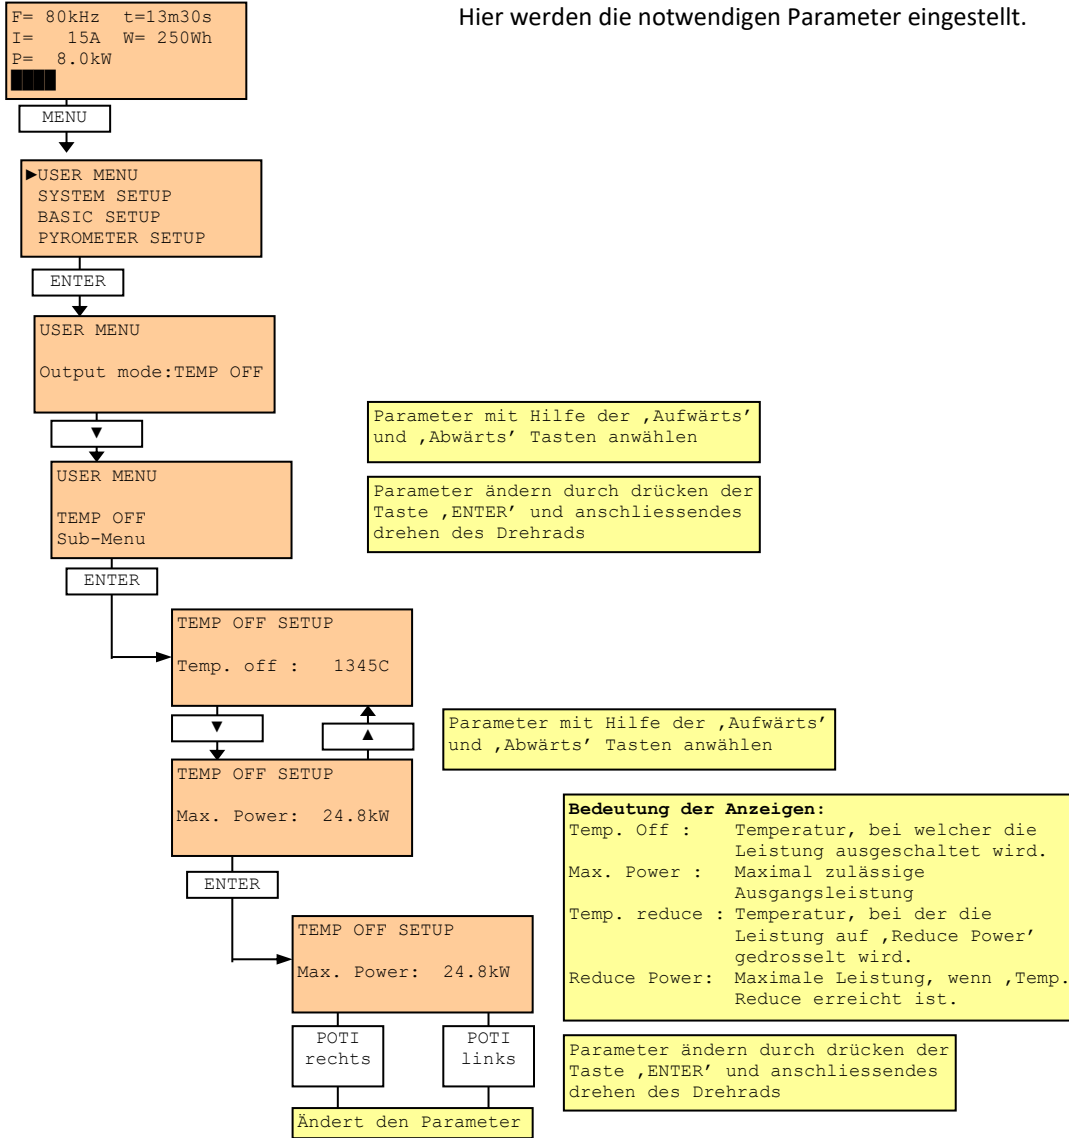 F= 80kHz t=13m30s
I= 15A W= 250Wh
P= 8.0kW
Hier werden die notwendigen Parameter eingestellt.
MENU
►USER MENU
SYSTEM SETUP
BASIC SETUP
PYROMETER SETUP
ENTER
USER MENU
Output mode:TEMP OFF
▼
Parameter mit Hilfe der ‚Aufwärts’
und ‚Abwärts’ Tasten anwählen
USER MENU
TEMP OFF
Sub-Menu
Parameter ändern durch drücken der
Taste ‚ENTER’ und anschliessendes
drehen des Drehrads
ENTER
TEMP OFF SETUP
Temp. off : 1345C
▼
▲
Parameter mit Hilfe der ‚Aufwärts’
und ‚Abwärts’ Tasten anwählen
TEMP OFF SETUP
Max. Power: 24.8kW
ENTER
Bedeutung der Anzeigen:
Temp. Off : Temperatur, bei welcher die
Leistung ausgeschaltet wird.
Max. Power : Maximal zulässige
Ausgangsleistung
Temp. reduce : Temperatur, bei der die
Leistung auf ‚Reduce Power’
gedrosselt wird.
Reduce Power: Maximale Leistung, wenn ‚Temp.
Reduce erreicht ist.
TEMP OFF SETUP
Max. Power: 24.8kW
POTI
rechts
POTI
links
Parameter ändern durch drücken der
Taste ‚ENTER’ und anschliessendes
drehen des Drehrads
Ändert den Parameter